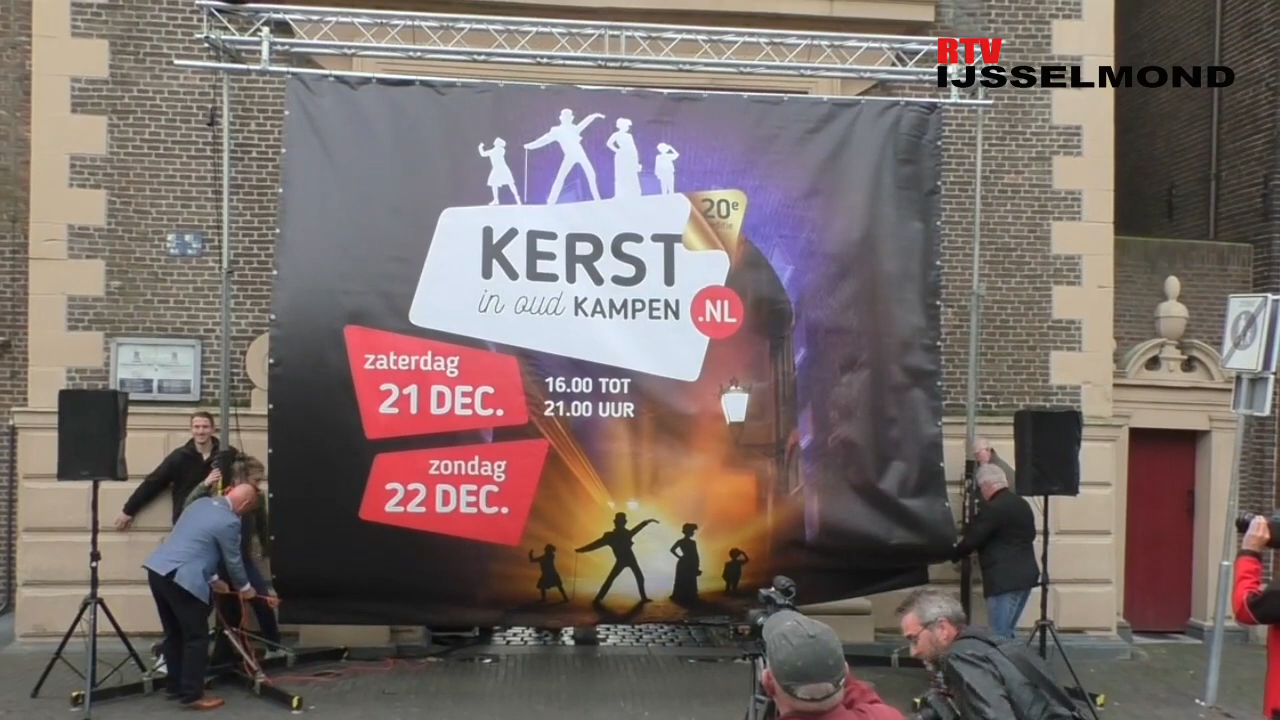 RTV
IJSSELMOND
20e
KERST
in oud KAMPEN .NL
zaterdag
21 DEC.
16.00 TOT
21.00 UUR
zondag
22 DEC.